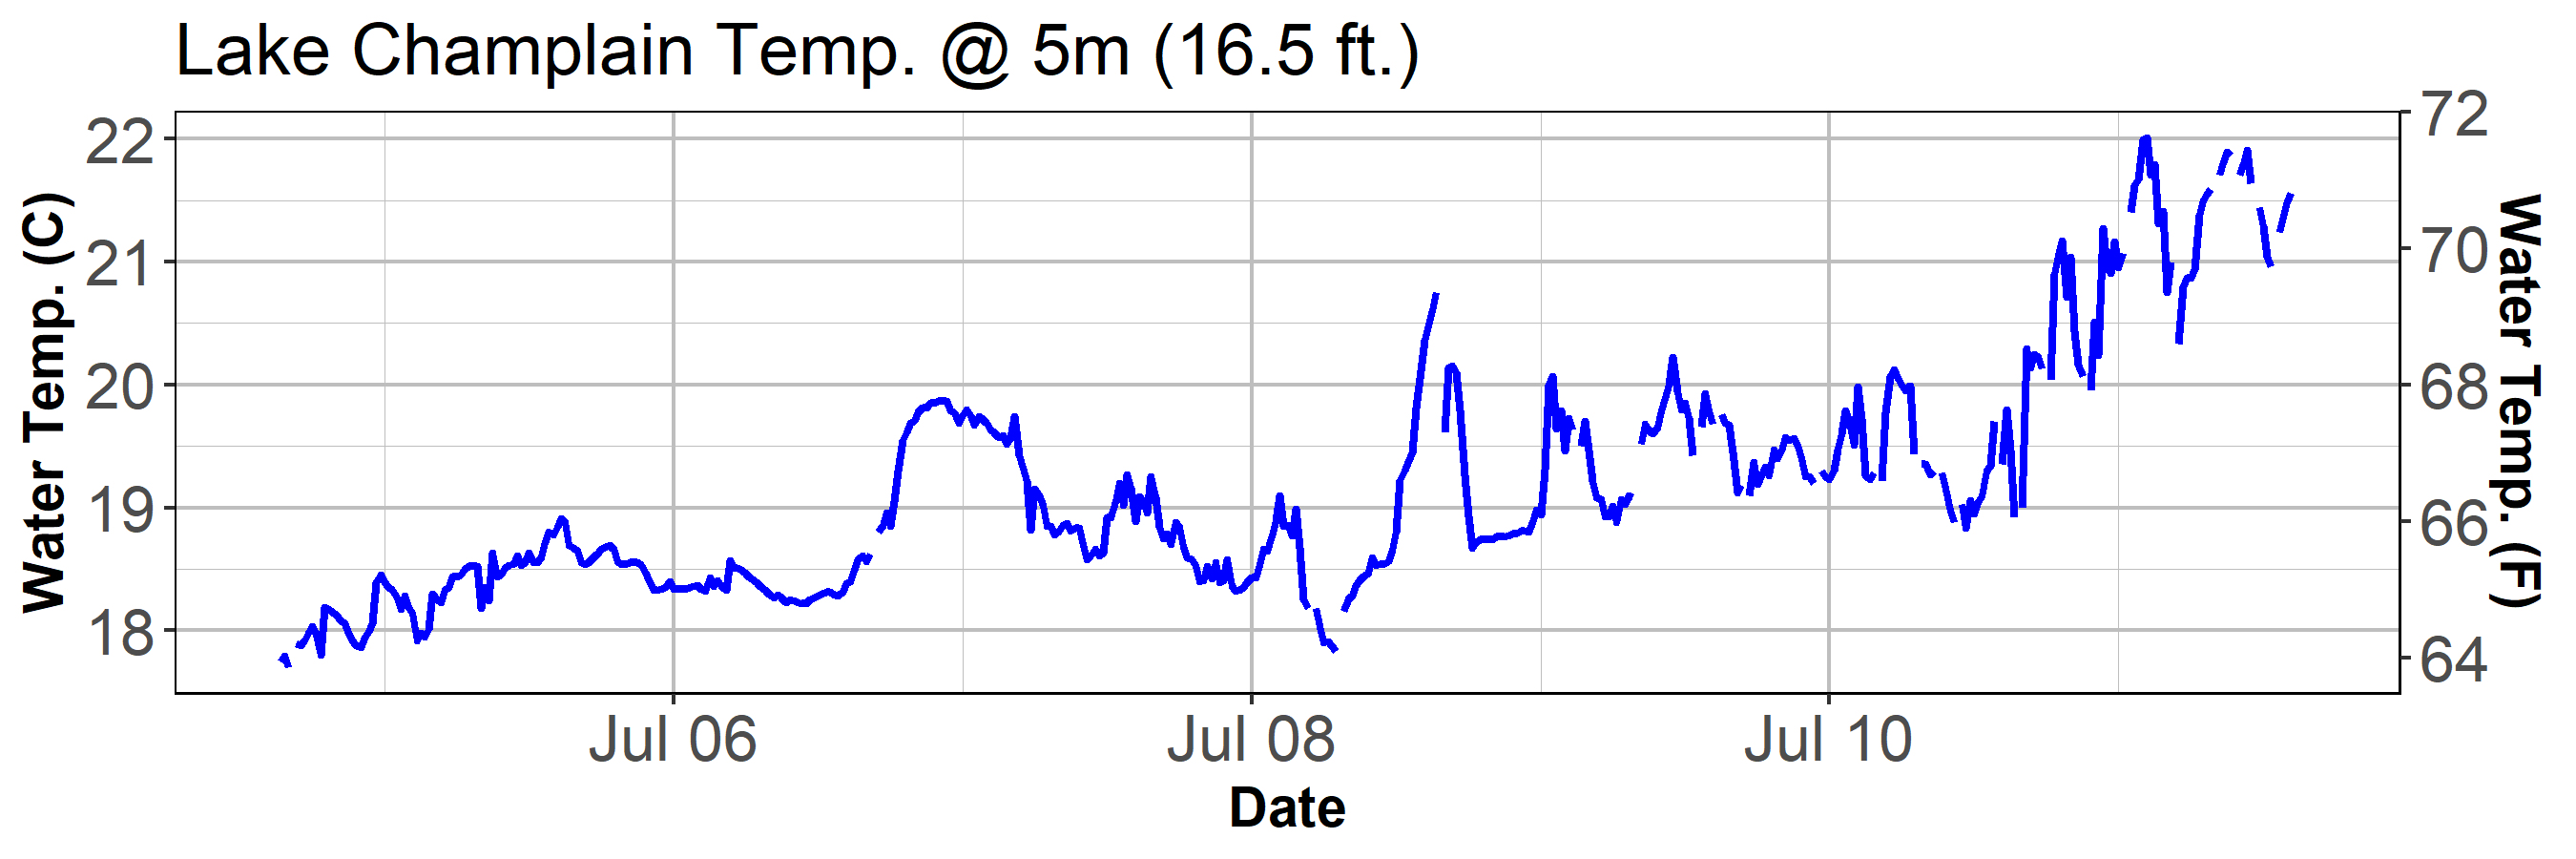 Lake Champlain Temp. @ 5m (16.5 ft.)
Water Temp. (C)
22
21
20
19
18
72
70
68
66
64
Water Temp. (F)
Jul 06 Jul 08 Jul 10
Date